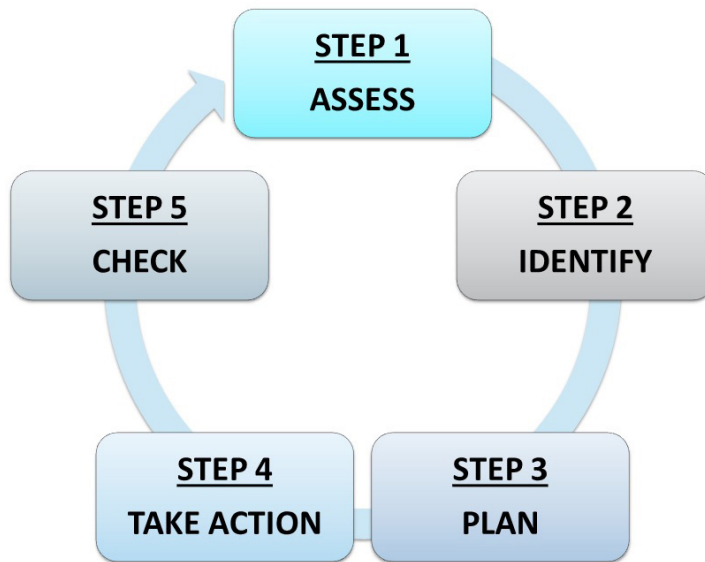 STEP 1
ASSESS
STEP 2
IDENTIFY
STEP 3
PLAN
STEP 4
TAKE ACTION
STEP 5
CHECK